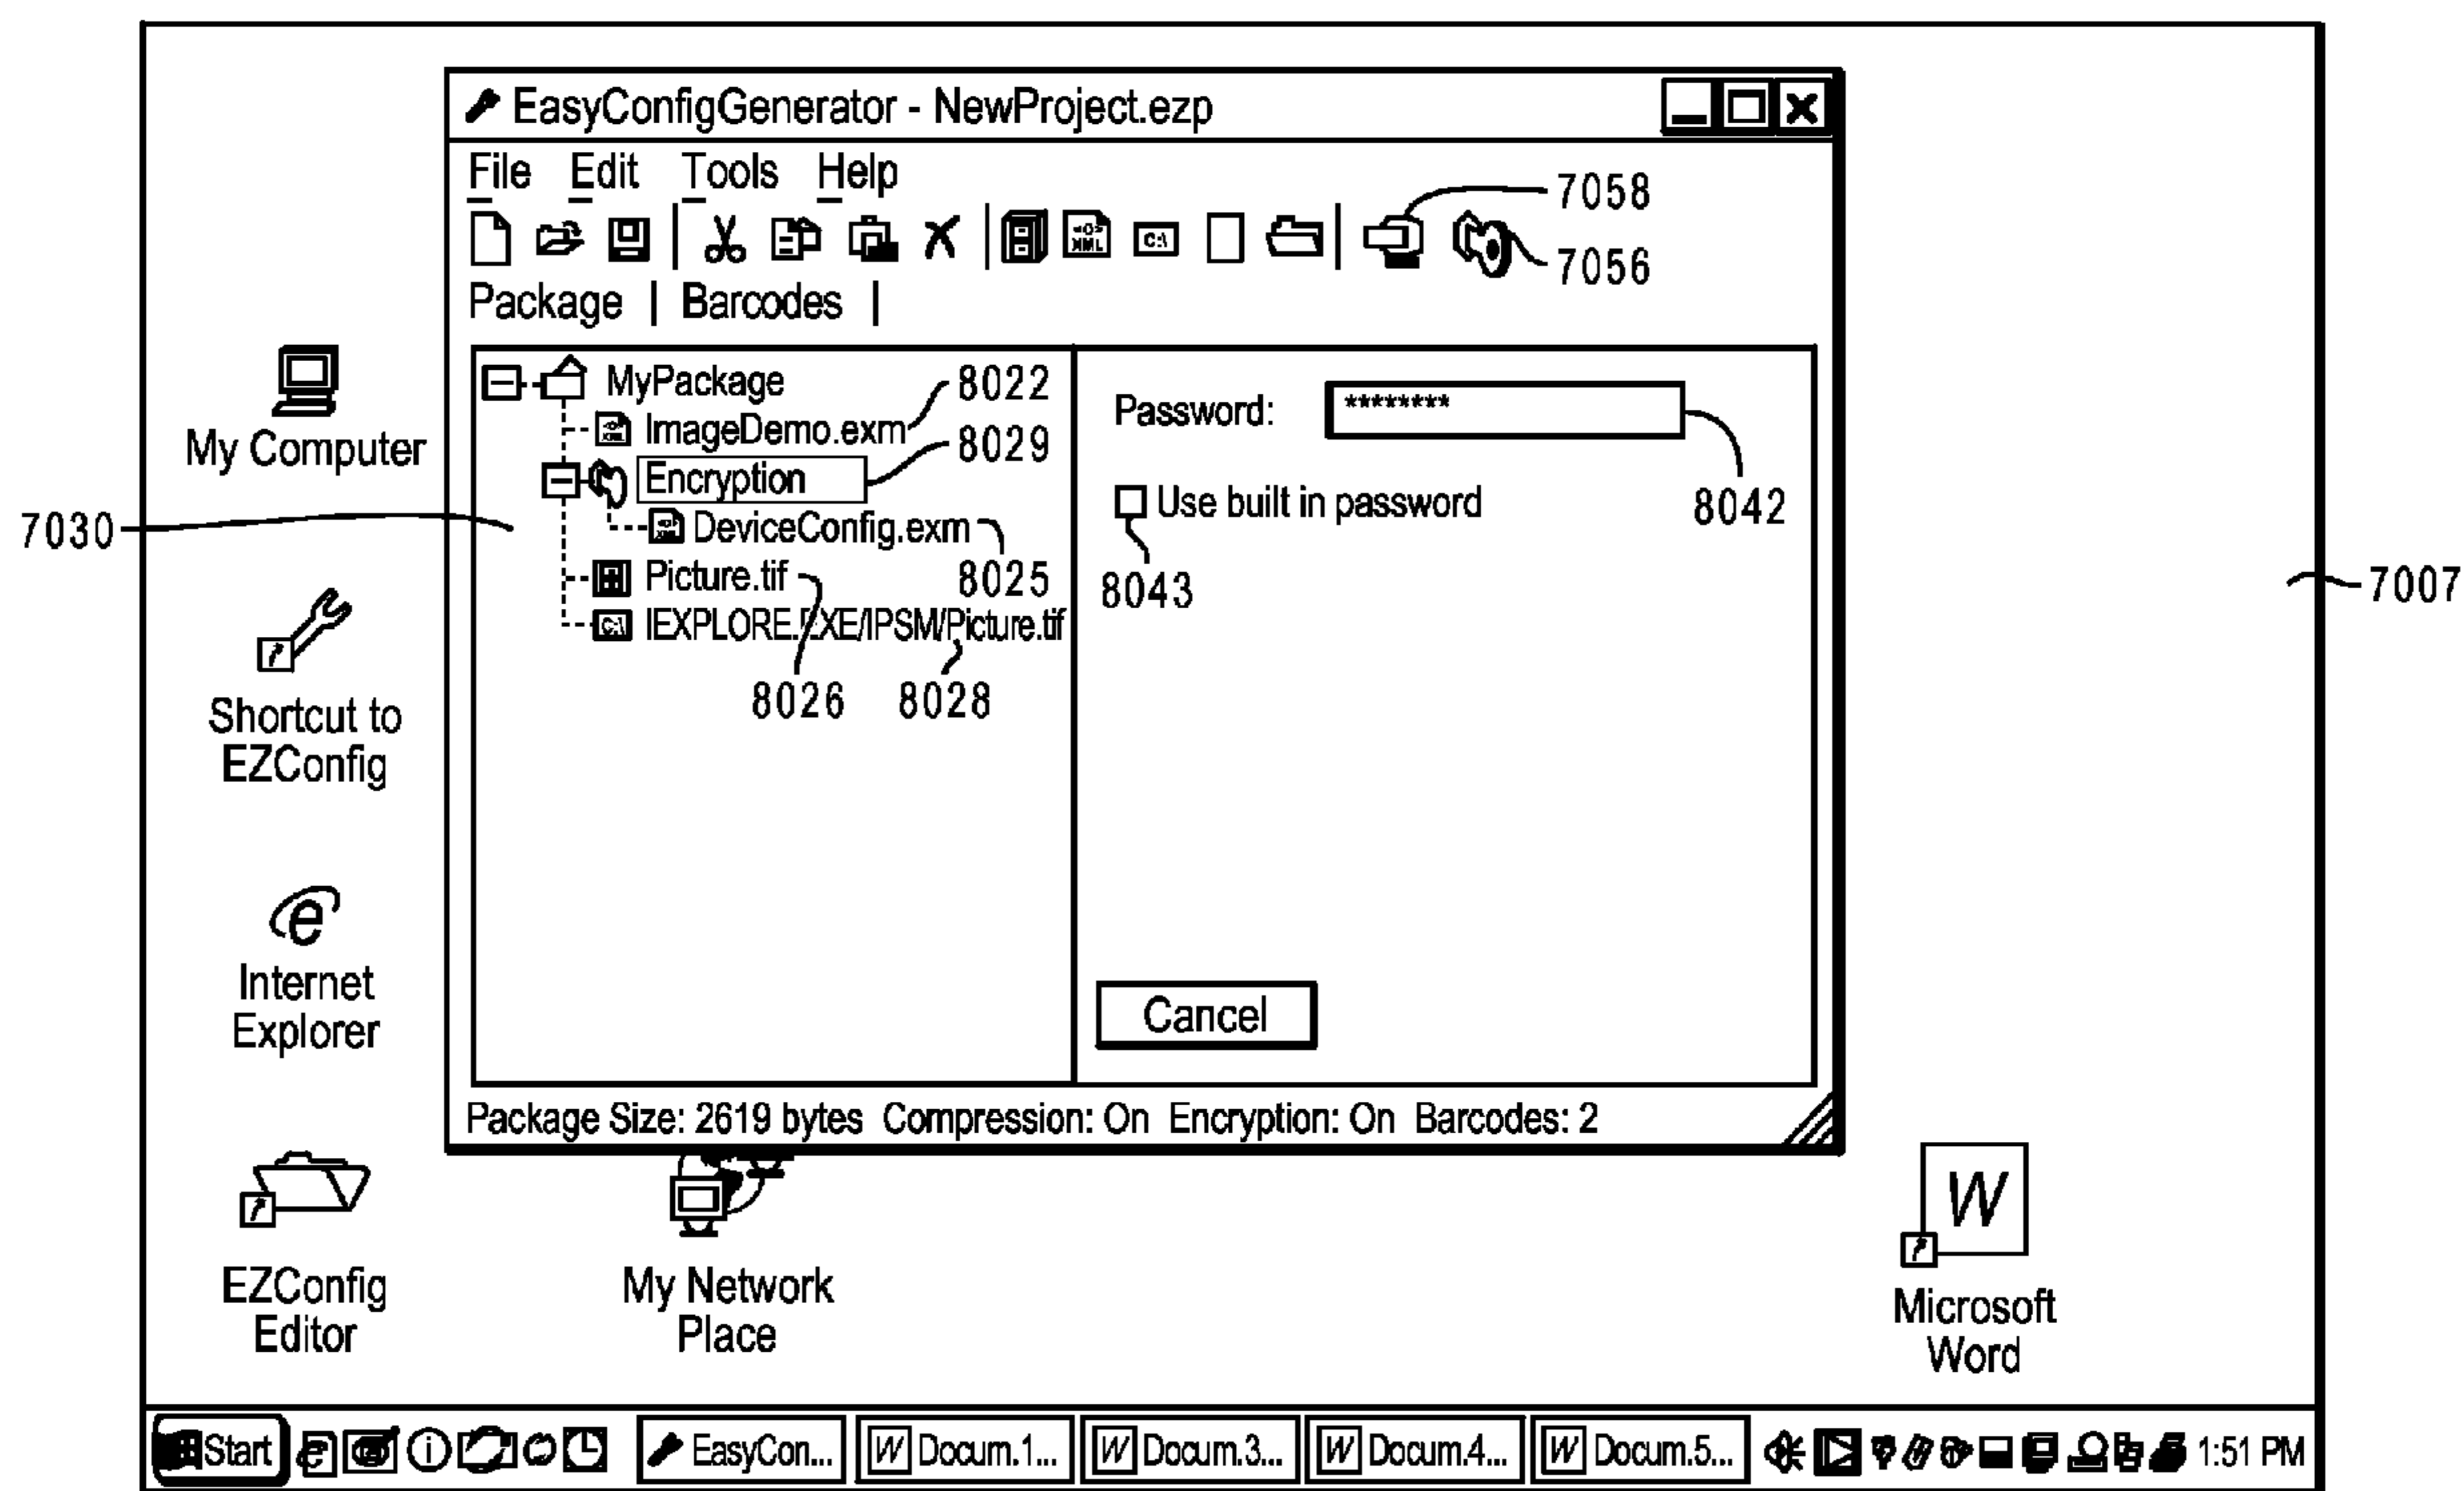 EasyConfigGenerator - NewProject.ezp
File Edit Tools Help
7058
XML
C:\
7056
Package | Barcodes |
MyPackage
8022
ImageDemo.exm
8029
Encryption
DeviceConfig.exm
8025
Picture.tif
IEXPLORE.EXE/IPSM/Picture.tif
8026
8028
Password:
********
8042
Use built in password
8043
Cancel
7030
7007
My Computer
Shortcut to
EZConfig
Internet
Explorer
EZConfig
Editor
Package Size: 2619 bytes Compression: On Encryption: On Barcodes: 2
My Network
Place
W
Microsoft
Word
Start
EasyCon...
W Docum.1...
W Docum.3...
W Docum.4...
W Docum.5...
1:51 PM